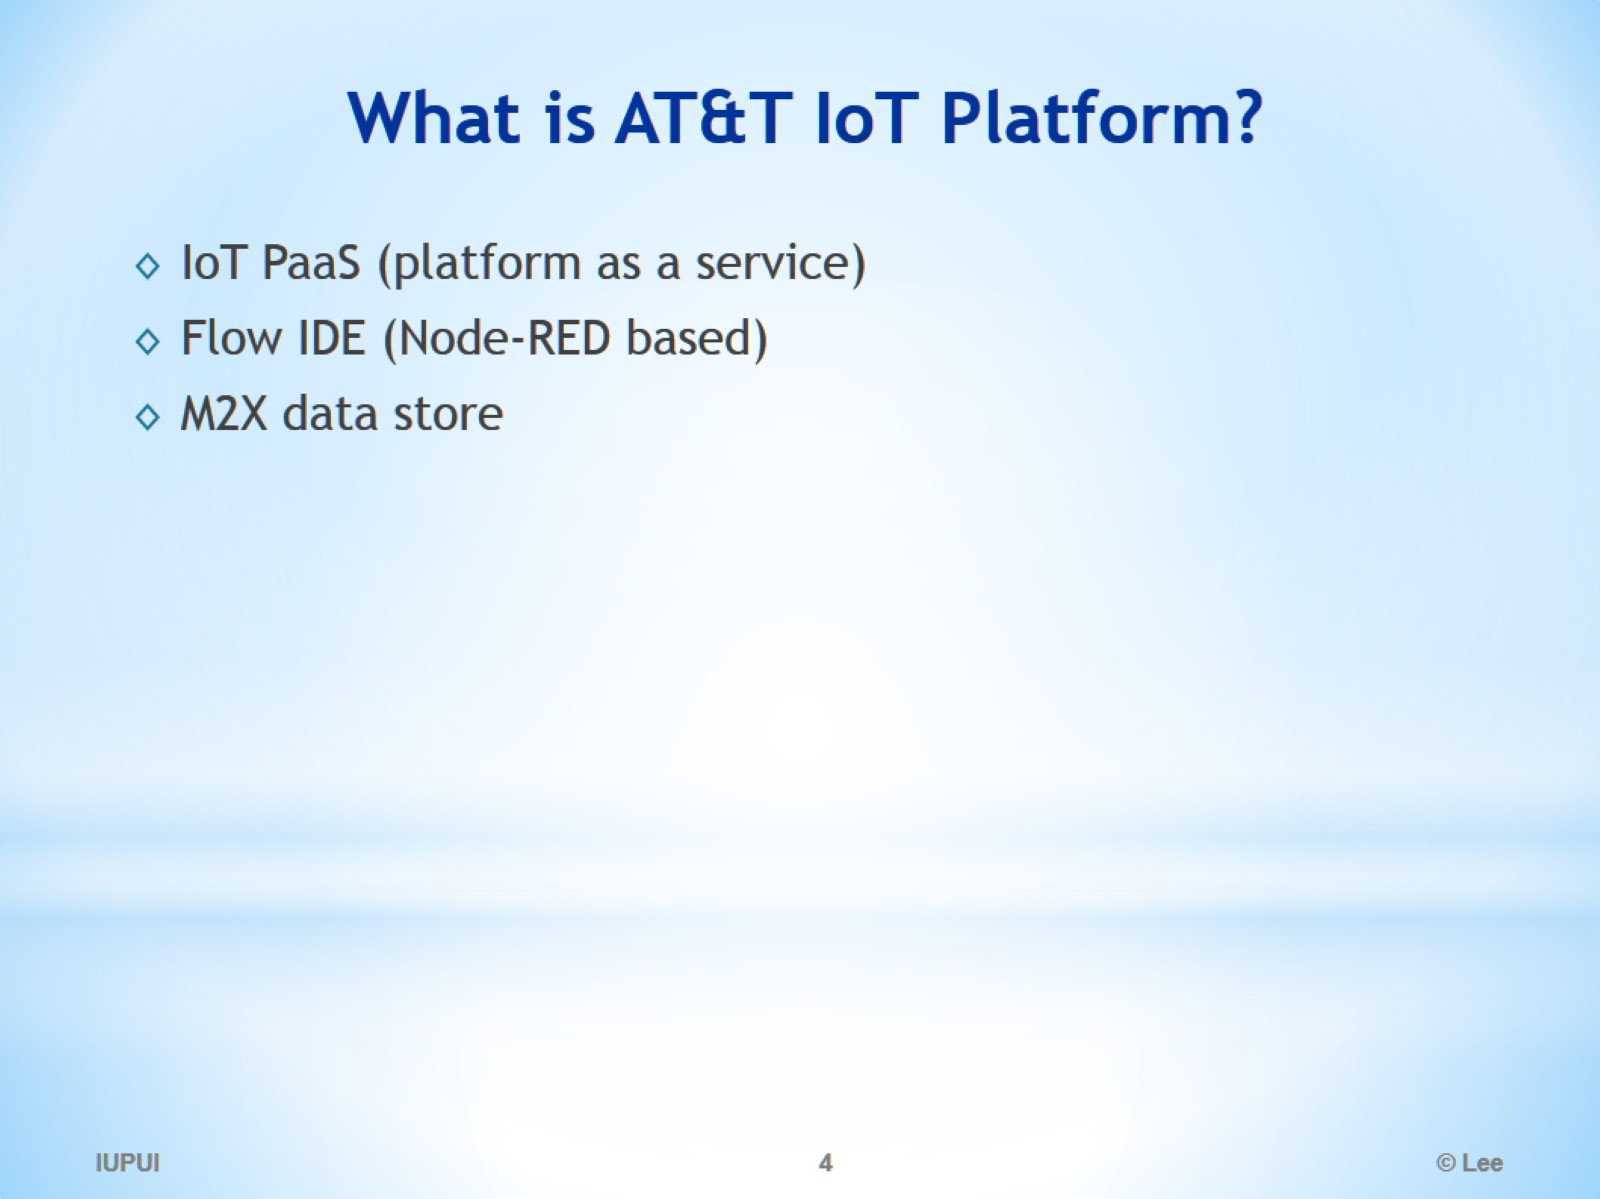 What is AT&T IoT Platform?
◇ IoT PaaS (platform as a service)
◇ Flow IDE (Node-RED based)
◇ M2X data store
IUPUI
4
© Lee